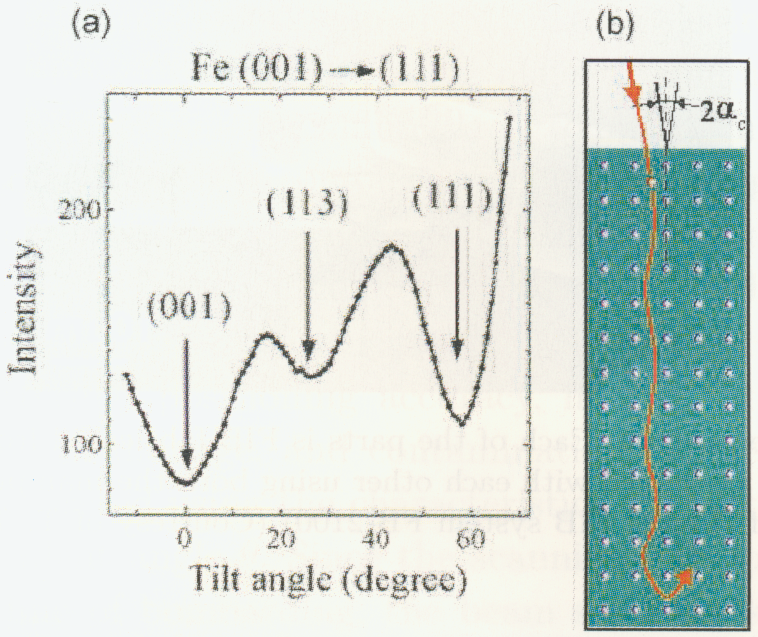 (a)
Fe (001) → (111)
200
100
Intensity
(001)
(113)
(111)
0
20
40
60
Tilt angle (degree)
(b)
2αc